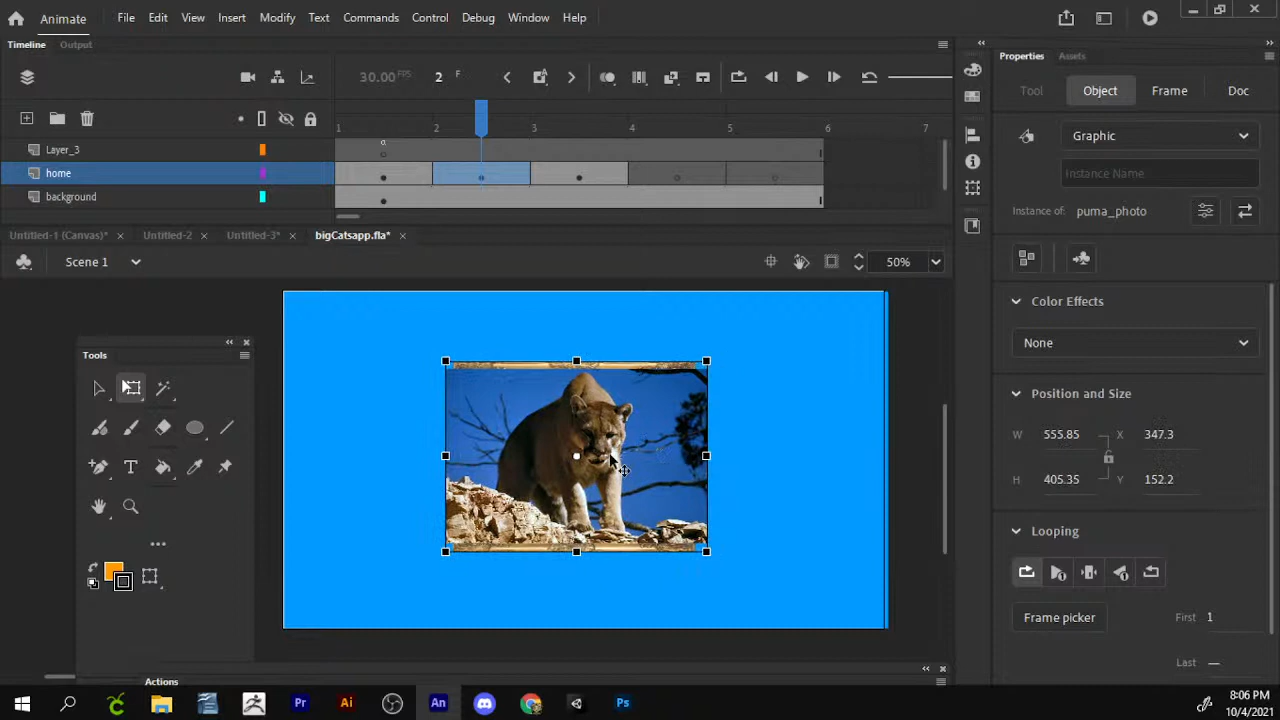 Animate File Edit View Insert Modify Text Commands Control Debug Window Help
Timeline Output Properties Assets
30.00 FPS 2 F Tool Object Frame Doc
1 2 3 4 5 6 7
Graphic
Layer_3
home Instance Name
background
Instance of: puma_photo
Untitled-1 (Canvas)* × Untitled-2 × Untitled-3* × bigCatsapp.fla* ×
Scene 1 50%
Color Effects
None
Tools
Position and Size
W 555.85 X 347.3
H 405.35 Y 152.2
Looping
Frame picker First 1
Last —
Actions
Pr Ai An Ps
8:06 PM
10/4/2021